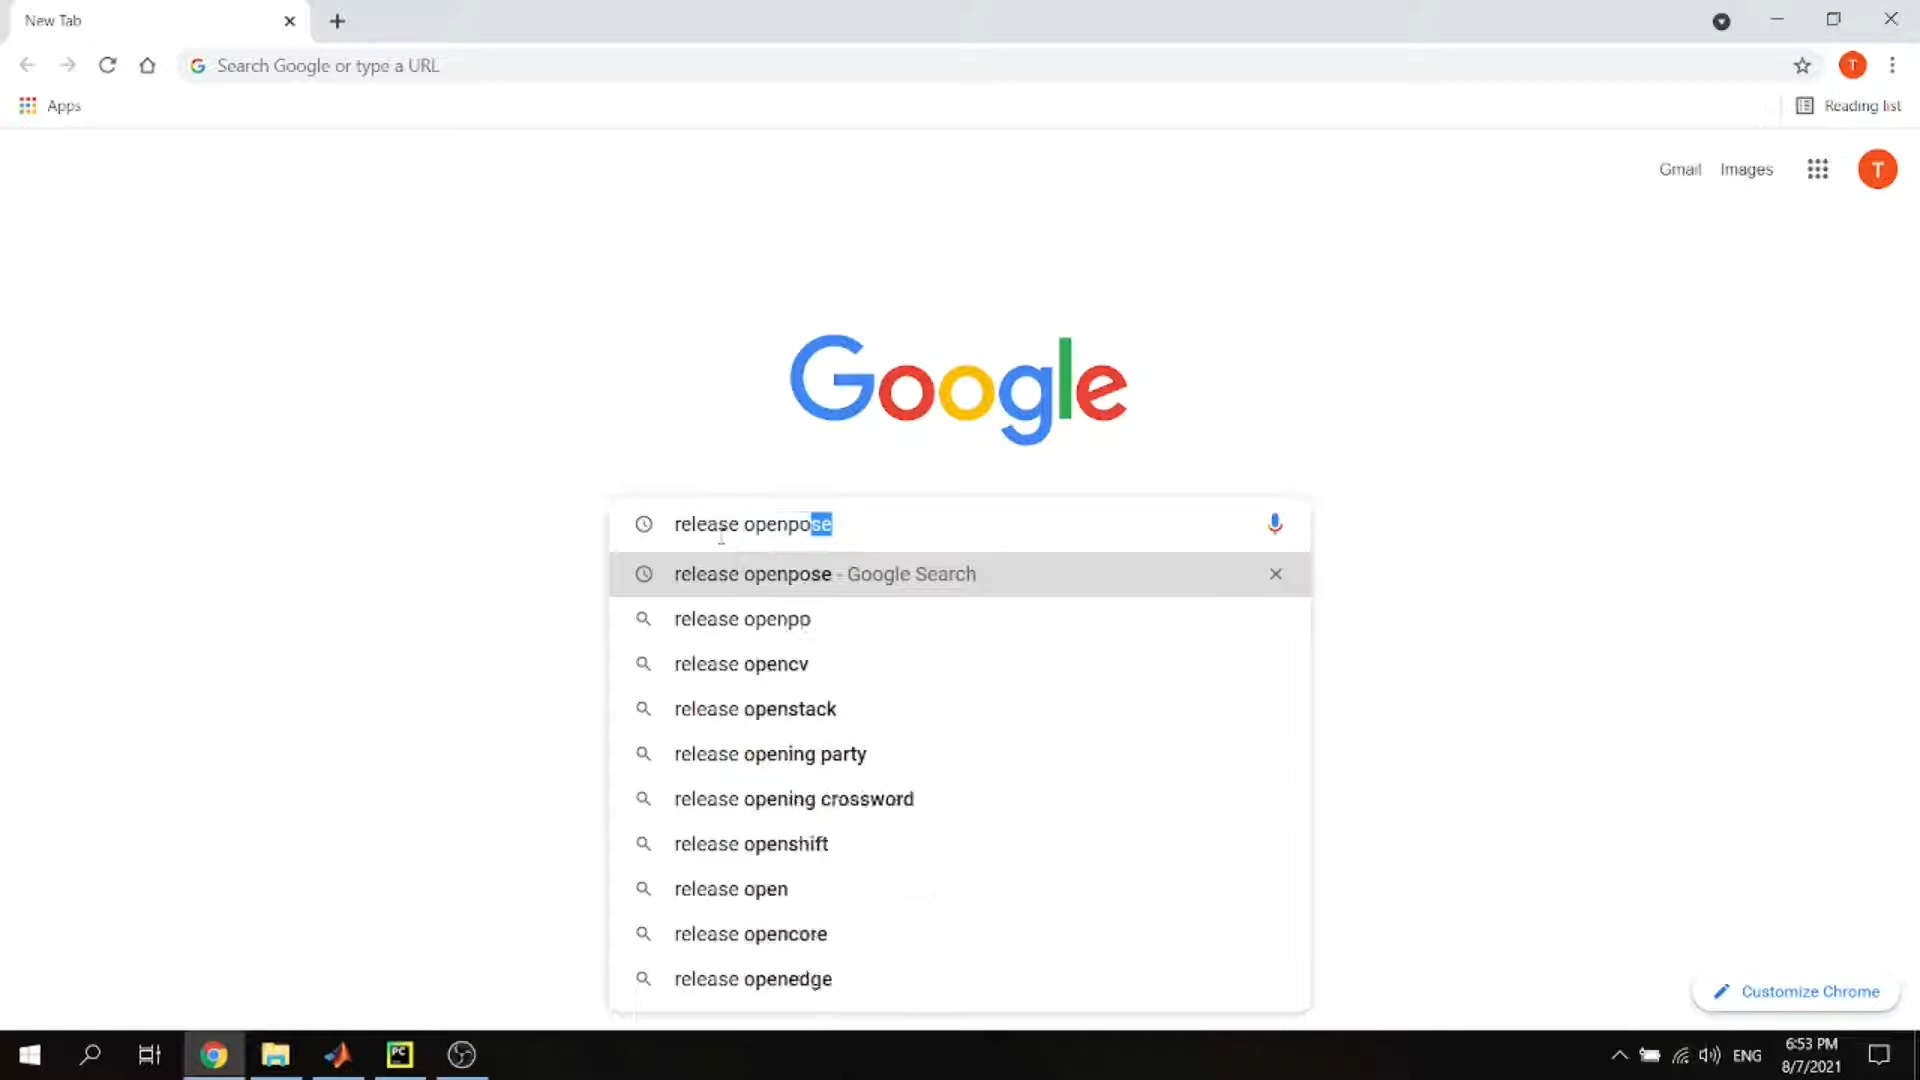 New Tab
Search Google or type a URL
T
Apps
Reading list
Gmail
Images
T
Google
release openpose
release openpose - Google Search
release openpp
release opencv
release openstack
release opening party
release opening crossword
release openshift
release open
release opencore
release openedge
Customize Chrome
PC
ENG
6:53 PM
8/7/2021